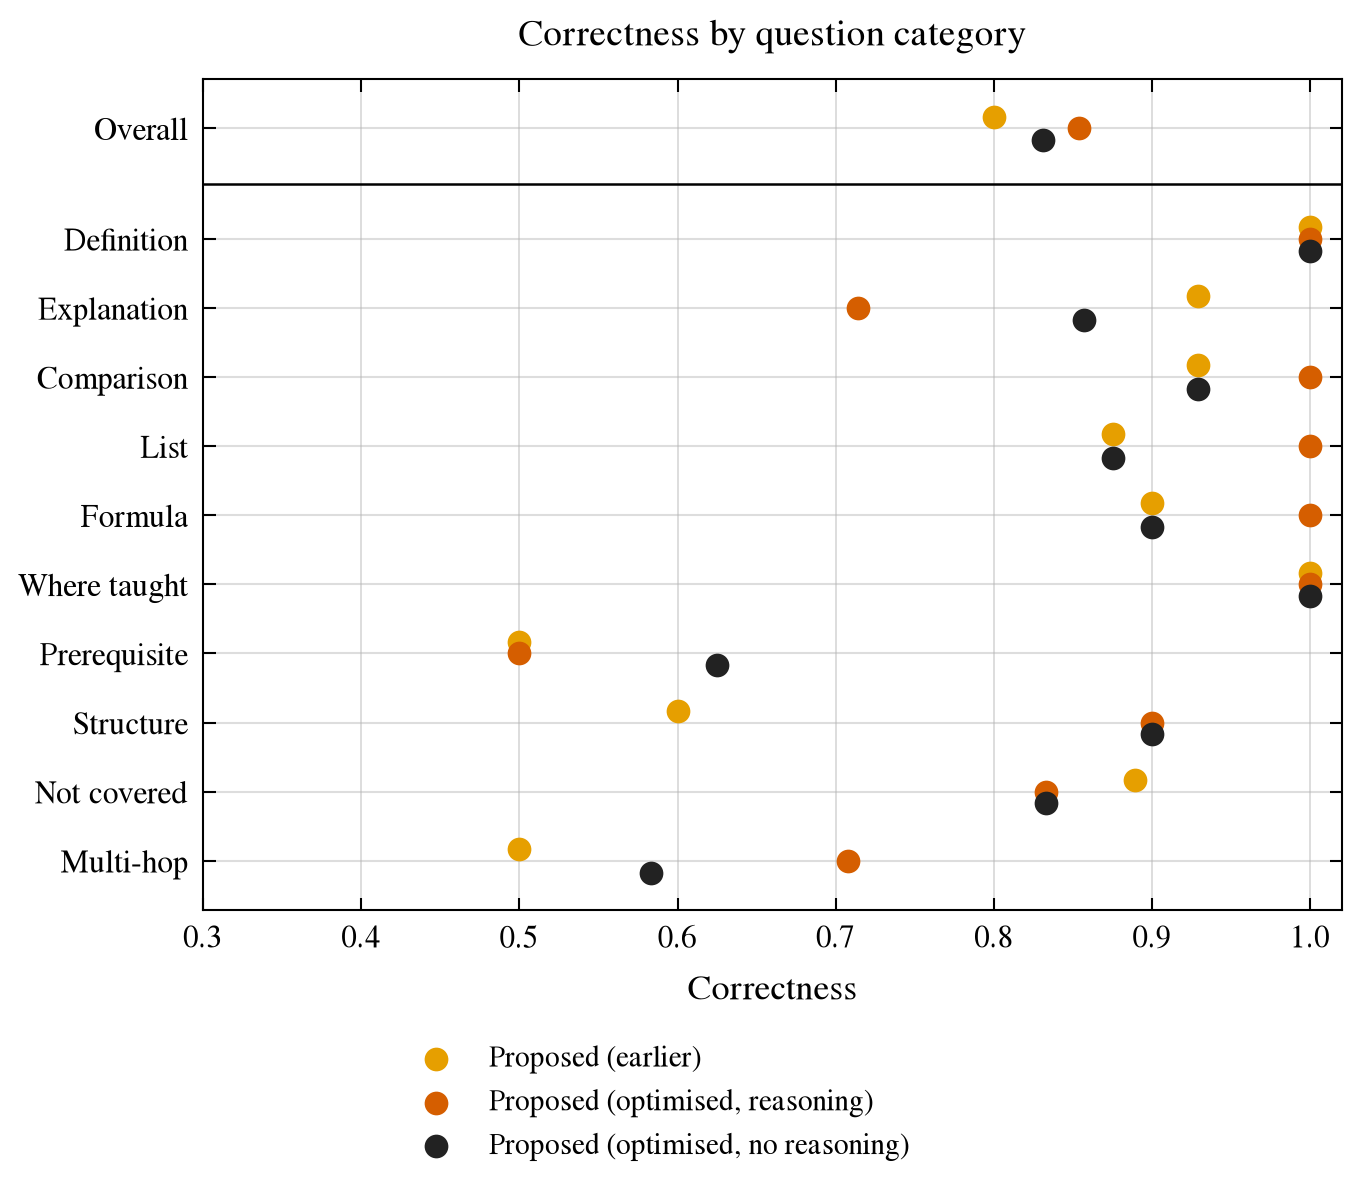 Correctness by question category
Overall
Definition
Explanation
Comparison
List
Formula
Where taught
Prerequisite
Structure
Not covered
Multi-hop
0.3 0.4 0.5 0.6 0.7 0.8 0.9 1.0
Correctness
Proposed (earlier)
Proposed (optimised, reasoning)
Proposed (optimised, no reasoning)